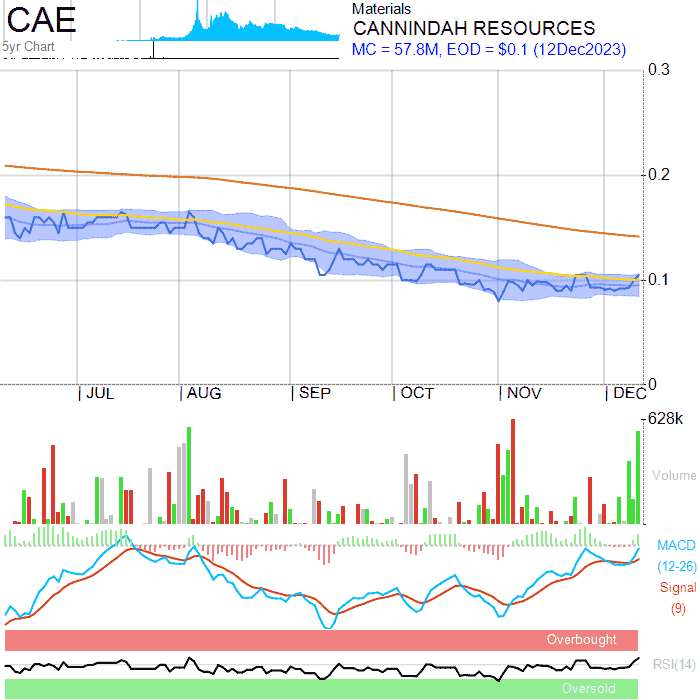 CAE
5yr Chart
Materials
CANNINDAH RESOURCES
MC = 57.8M, EOD = $0.1 (12Dec2023)
0.3
0.2
0.1
0
JUL
AUG
SEP
OCT
NOV
DEC
628k
Volume
MACD
(12-26)
Signal
(9)
Overbought
RSI(14)
Oversold